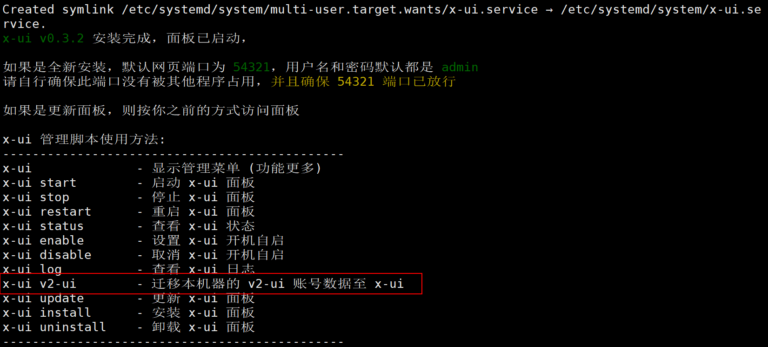 Created symlink /etc/systemd/system/multi-user.target.wants/x-ui.service → /etc/systemd/system/x-ui.se
rvice.
x-ui v0.3.2 安装完成，面板已启动，
如果是全新安装，默认网页端口为 54321，用户名和密码默认都是 admin
请自行确保此端口没有被其他程序占用，并且确保 54321 端口已放行
如果是更新面板，则按你之前的方式访问面板
x-ui 管理脚本使用方法:
----------------------------------------------
x-ui              - 显示管理菜单 (功能更多)
x-ui start        - 启动 x-ui 面板
x-ui stop         - 停止 x-ui 面板
x-ui restart      - 重启 x-ui 面板
x-ui status       - 查看 x-ui 状态
x-ui enable       - 设置 x-ui 开机自启
x-ui disable      - 取消 x-ui 开机自启
x-ui log          - 查看 x-ui 日志
x-ui v2-ui        - 迁移本机器的 v2-ui 账号数据至 x-ui
x-ui update       - 更新 x-ui 面板
x-ui install      - 安装 x-ui 面板
x-ui uninstall    - 卸载 x-ui 面板
----------------------------------------------